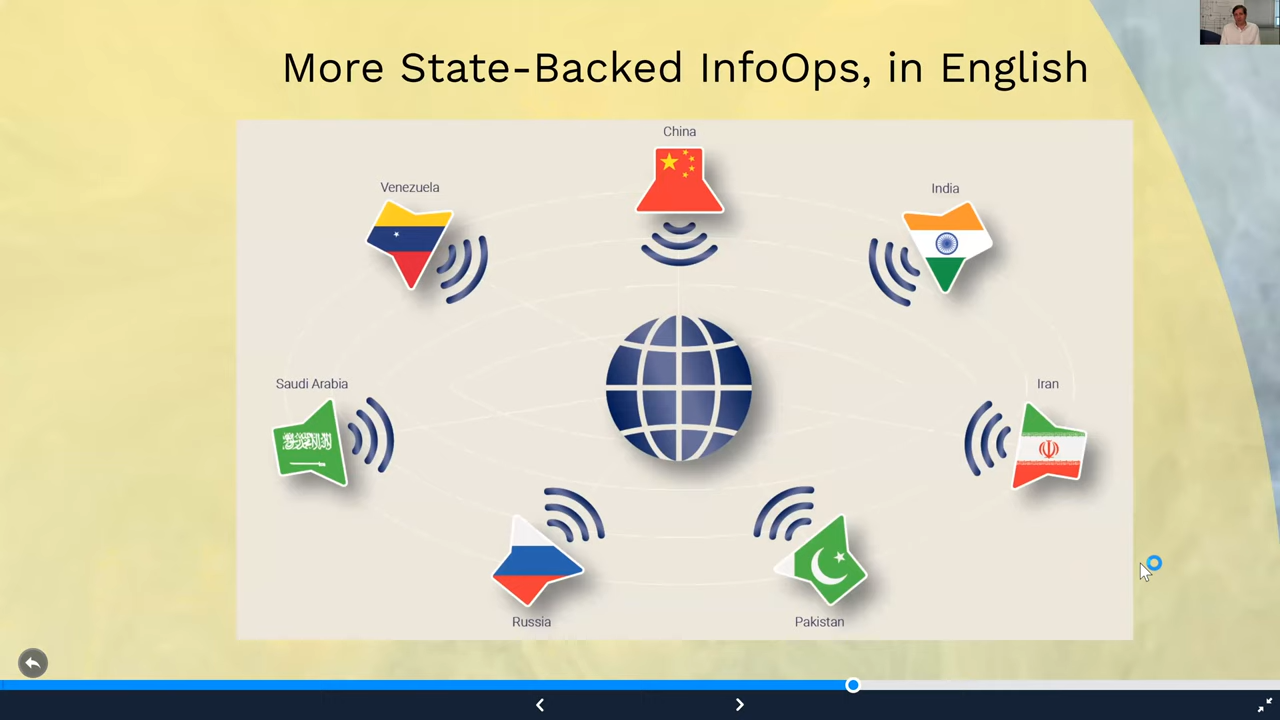 More State-Backed InfoOps, in English
China
Venezuela
India
Saudi Arabia
Iran
Russia
Pakistan